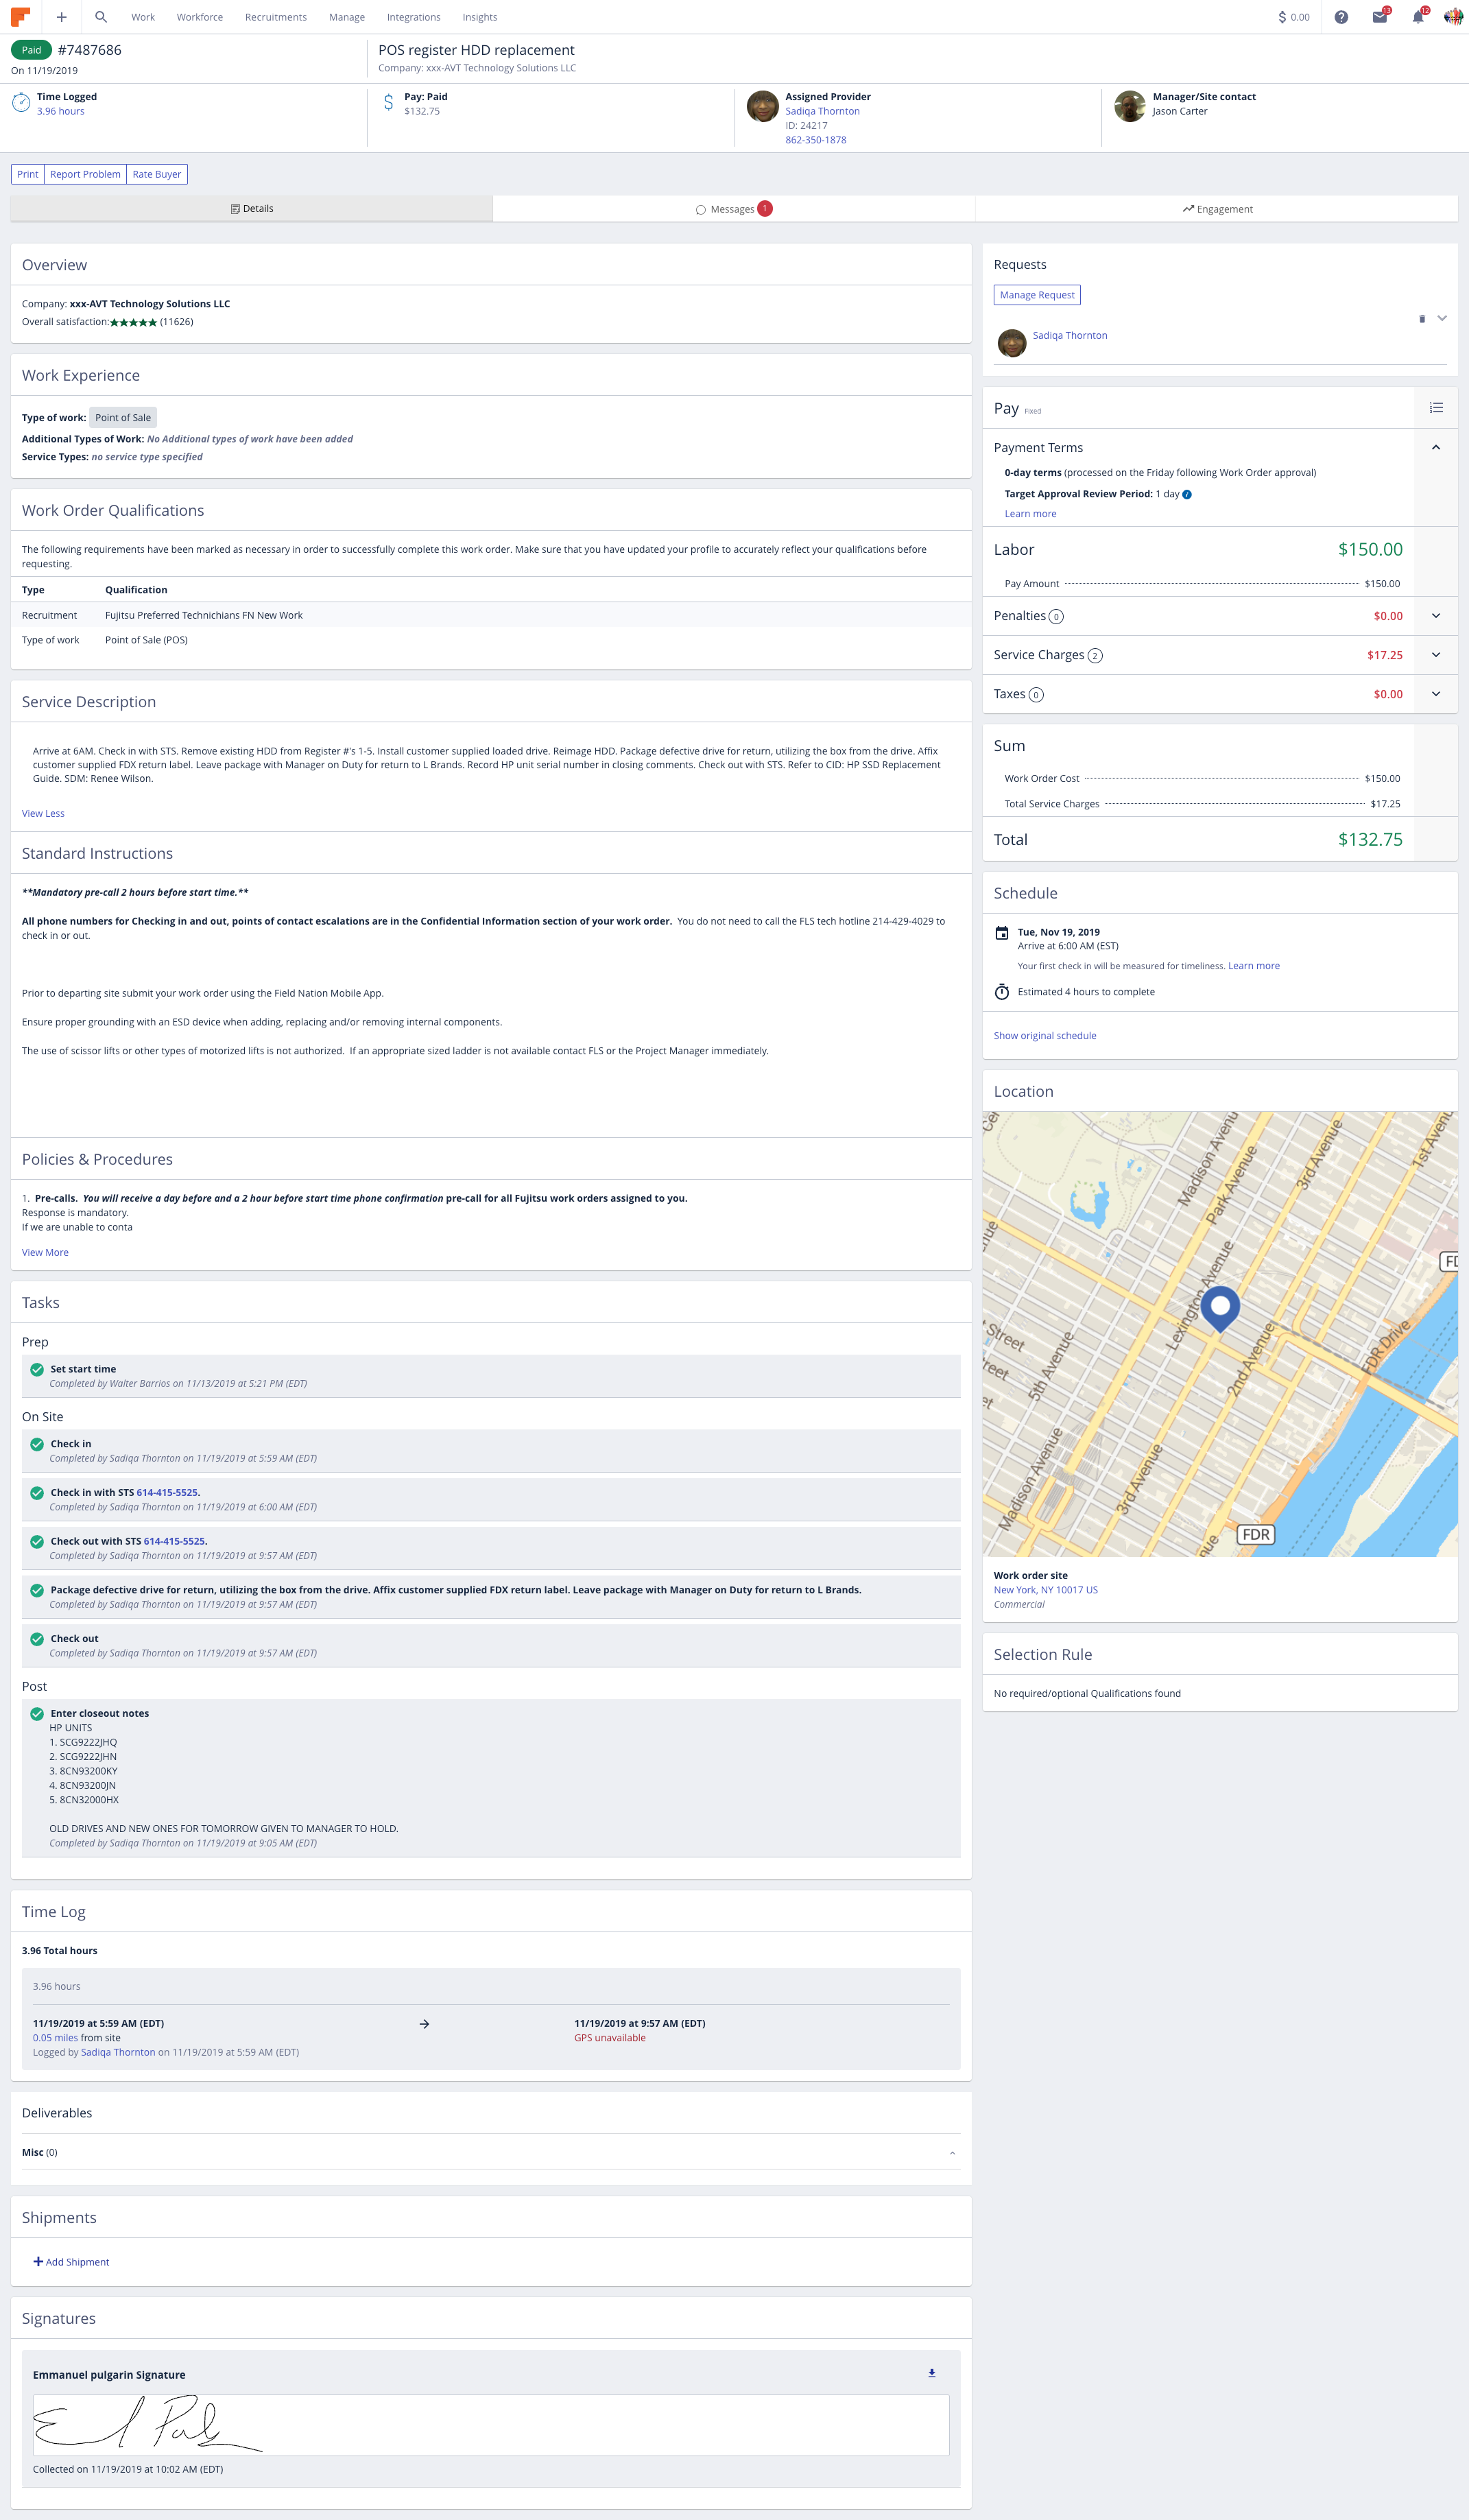 Work Workforce Recruitments Manage Integrations Insights $ 0.00 13 12
Paid #7487686
On 11/19/2019
POS register HDD replacement
Company: xxx-AVT Technology Solutions LLC
Time Logged
3.96 hours
Pay: Paid
$132.75
Assigned Provider
Sadiqa Thornton
ID: 24217
862-350-1878
Manager/Site contact
Jason Carter
Print Report Problem Rate Buyer
Details Messages 1 Engagement
Overview
Company: xxx-AVT Technology Solutions LLC
Overall satisfaction:★★★★★ (11626)
Work Experience
Type of work: Point of Sale
Additional Types of Work: No Additional types of work have been added
Service Types: no service type specified
Work Order Qualifications
The following requirements have been marked as necessary in order to successfully complete this work order. Make sure that you have updated your profile to accurately reflect your qualifications before
requesting.
Type Qualification
Recruitment Fujitsu Preferred Technichians FN New Work
Type of work Point of Sale (POS)
Service Description
Arrive at 6AM. Check in with STS. Remove existing HDD from Register #'s 1-5. Install customer supplied loaded drive. Reimage HDD. Package defective drive for return, utilizing the box from the drive. Affix
customer supplied FDX return label. Leave package with Manager on Duty for return to L Brands. Record HP unit serial number in closing comments. Check out with STS. Refer to CID: HP SSD Replacement
Guide. SDM: Renee Wilson.
View Less
Standard Instructions
**Mandatory pre-call 2 hours before start time.**
All phone numbers for Checking in and out, points of contact escalations are in the Confidential Information section of your work order. You do not need to call the FLS tech hotline 214-429-4029 to
check in or out.
Prior to departing site submit your work order using the Field Nation Mobile App.
Ensure proper grounding with an ESD device when adding, replacing and/or removing internal components.
The use of scissor lifts or other types of motorized lifts is not authorized. If an appropriate sized ladder is not available contact FLS or the Project Manager immediately.
Policies & Procedures
1. Pre-calls. You will receive a day before and a 2 hour before start time phone confirmation pre-call for all Fujitsu work orders assigned to you.
Response is mandatory.
If we are unable to conta
View More
Tasks
Prep
Set start time
Completed by Walter Barrios on 11/13/2019 at 5:21 PM (EDT)
On Site
Check in
Completed by Sadiqa Thornton on 11/19/2019 at 5:59 AM (EDT)
Check in with STS 614-415-5525.
Completed by Sadiqa Thornton on 11/19/2019 at 6:00 AM (EDT)
Check out with STS 614-415-5525.
Completed by Sadiqa Thornton on 11/19/2019 at 9:57 AM (EDT)
Package defective drive for return, utilizing the box from the drive. Affix customer supplied FDX return label. Leave package with Manager on Duty for return to L Brands.
Completed by Sadiqa Thornton on 11/19/2019 at 9:57 AM (EDT)
Check out
Completed by Sadiqa Thornton on 11/19/2019 at 9:57 AM (EDT)
Post
Enter closeout notes
HP UNITS
1. SCG9222JHQ
2. SCG9222JHN
3. 8CN93200KY
4. 8CN93200JN
5. 8CN32000HX
OLD DRIVES AND NEW ONES FOR TOMORROW GIVEN TO MANAGER TO HOLD.
Completed by Sadiqa Thornton on 11/19/2019 at 9:05 AM (EDT)
Time Log
3.96 Total hours
3.96 hours
11/19/2019 at 5:59 AM (EDT) → 11/19/2019 at 9:57 AM (EDT)
0.05 miles from site GPS unavailable
Logged by Sadiqa Thornton on 11/19/2019 at 5:59 AM (EDT)
Deliverables
Misc (0)
Shipments
Add Shipment
Signatures
Emmanuel pulgarin Signature
Collected on 11/19/2019 at 10:02 AM (EDT)
Requests
Manage Request
Sadiqa Thornton
Pay Fixed
Payment Terms
0-day terms (processed on the Friday following Work Order approval)
Target Approval Review Period: 1 day
Learn more
Labor $150.00
Pay Amount $150.00
Penalties 0 $0.00
Service Charges 2 $17.25
Taxes 0 $0.00
Sum
Work Order Cost $150.00
Total Service Charges $17.25
Total $132.75
Schedule
Tue, Nov 19, 2019
Arrive at 6:00 AM (EST)
Your first check in will be measured for timeliness. Learn more
Estimated 4 hours to complete
Show original schedule
Location
Madison Avenu
Park Avenue
3rd Avenue
1st Aven
Lexington Avenue
Street
5th Avenue
2nd Avenue
FDR Drive
Madison Avenue
3rd Avenue
FDR
Work order site
New York, NY 10017 US
Commercial
Selection Rule
No required/optional Qualifications found